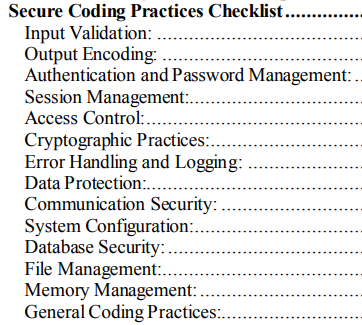 Secure Coding Practices Checklist................
Input Validation: ......................................
Output Encoding: ....................................
Authentication and Password Management: ..
Session Management:................................
Access Control:.........................................
Cryptographic Practices:............................
Error Handling and Logging: .....................
Data Protection:.........................................
Communication Security: ..........................
System Configuration:...............................
Database Security: ....................................
File Management:......................................
Memory Management: ..............................
General Coding Practices:..........................